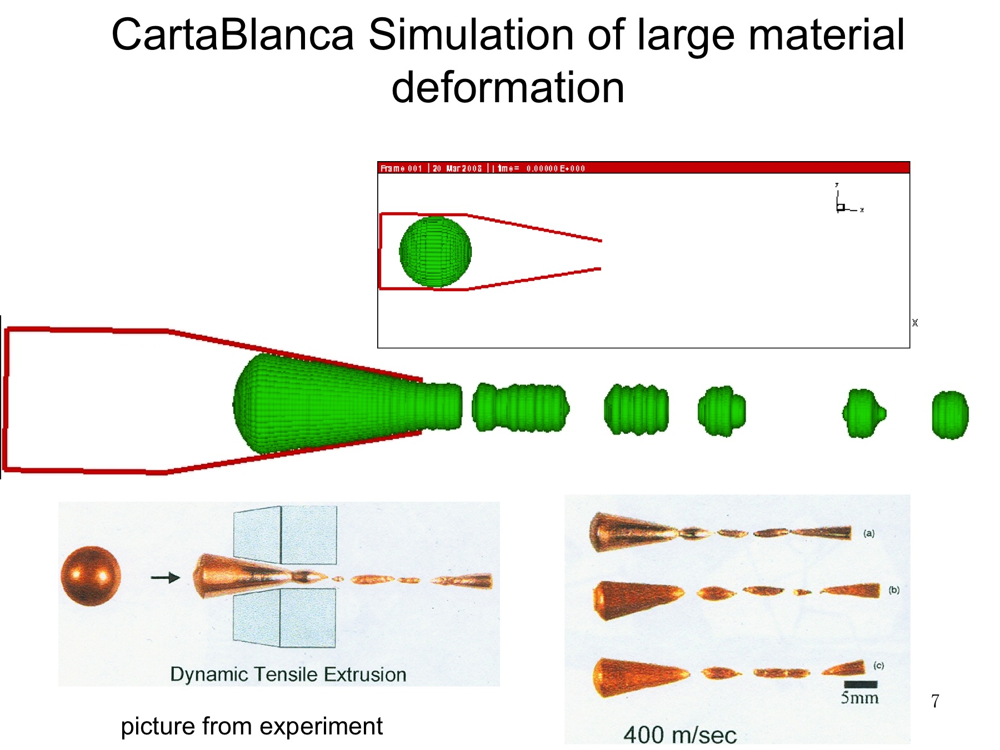 CartaBlanca Simulation of large material
deformation
Frame 001 | 20 Mar 2008 | | time= 0.00000 E+000
Y
X
X
(a)
(b)
(c)
5mm
Dynamic Tensile Extrusion
7
picture from experiment
400 m/sec